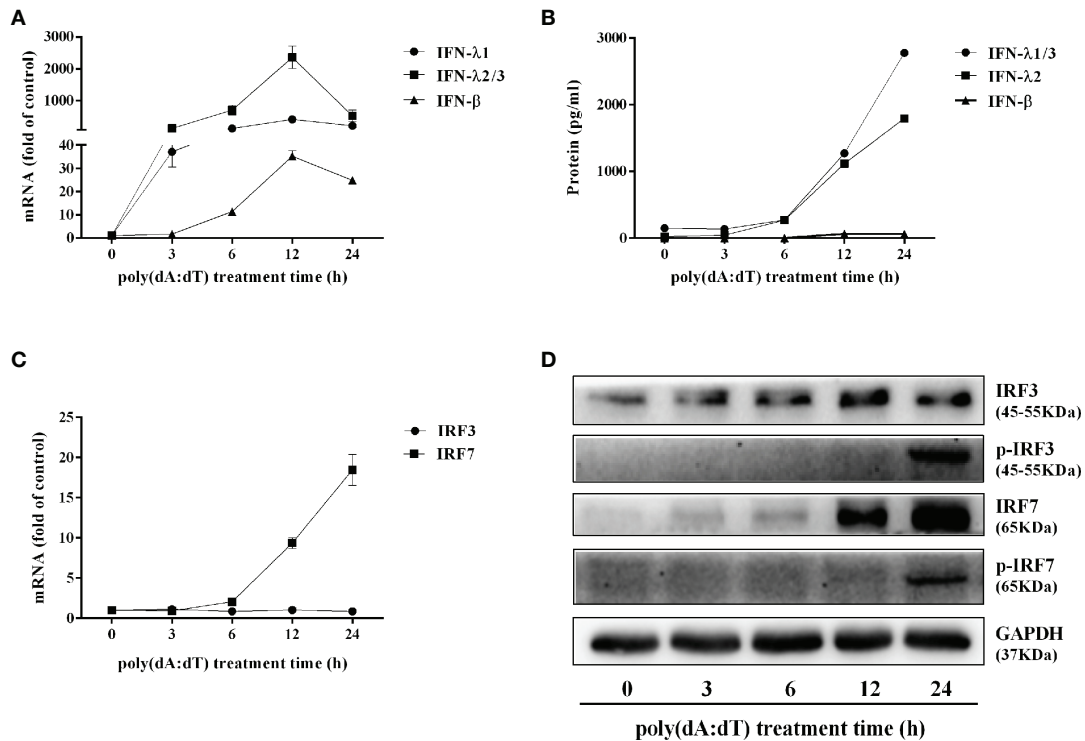 A
mRNA (fold of control)
3000
2000
1000
40
30
20
10
0
0 3 6 12 24
poly(dA:dT) treatment time (h)
IFN-λ1
IFN-λ2/3
IFN-β
B
Protein (pg/ml)
3000
2000
1000
0
0 3 6 12 24
poly(dA:dT) treatment time (h)
IFN-λ1/3
IFN-λ2
IFN-β
C
mRNA (fold of control)
25
20
15
10
5
0
0 3 6 12 24
poly(dA:dT) treatment time (h)
IRF3
IRF7
D
IRF3
(45-55KDa)
p-IRF3
(45-55KDa)
IRF7
(65KDa)
p-IRF7
(65KDa)
GAPDH
(37KDa)
0 3 6 12 24
poly(dA:dT) treatment time (h)